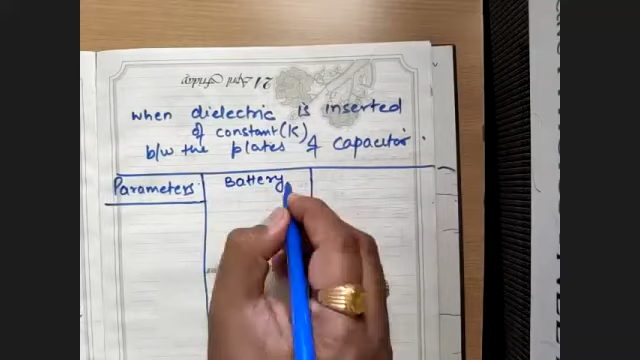 21 April Friday
when dielectric is inserted
of constant (K)
b/w the plates of capacitor.
Parameters. Battery